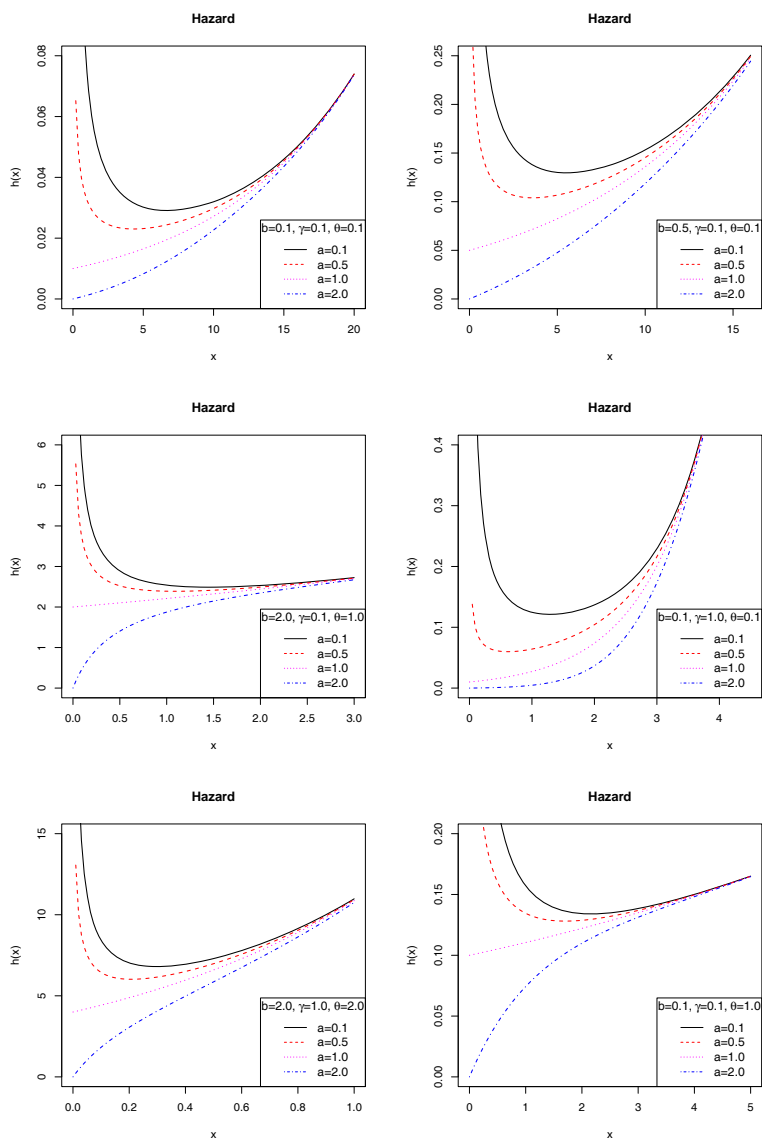 Hazard
h(x)
0.00 0.02 0.04 0.06 0.08
0 5 10 15 20
x
b=0.1, γ=0.1, θ=0.1
a=0.1
a=0.5
a=1.0
a=2.0
Hazard
h(x)
0.00 0.05 0.10 0.15 0.20 0.25
0 5 10 15
x
b=0.5, γ=0.1, θ=0.1
a=0.1
a=0.5
a=1.0
a=2.0
Hazard
h(x)
0 1 2 3 4 5 6
0.0 0.5 1.0 1.5 2.0 2.5 3.0
x
b=2.0, γ=0.1, θ=1.0
a=0.1
a=0.5
a=1.0
a=2.0
Hazard
h(x)
0.0 0.1 0.2 0.3 0.4
0 1 2 3 4
x
b=0.1, γ=1.0, θ=0.1
a=0.1
a=0.5
a=1.0
a=2.0
Hazard
h(x)
0 5 10 15
0.0 0.2 0.4 0.6 0.8 1.0
x
b=2.0, γ=1.0, θ=2.0
a=0.1
a=0.5
a=1.0
a=2.0
Hazard
h(x)
0.00 0.05 0.10 0.15 0.20
0 1 2 3 4 5
x
b=0.1, γ=0.1, θ=1.0
a=0.1
a=0.5
a=1.0
a=2.0